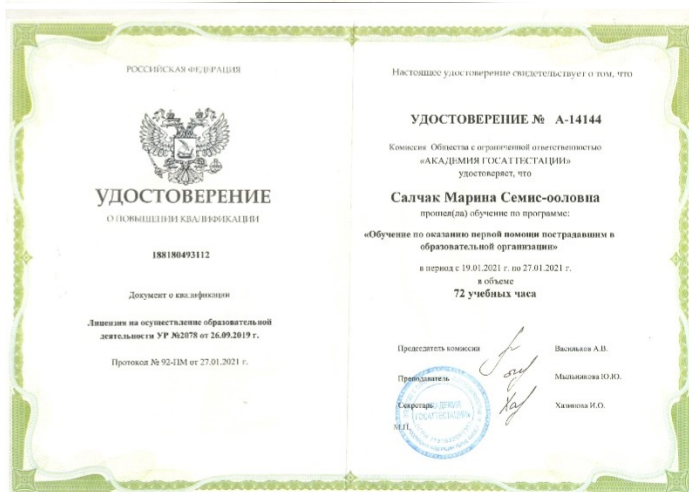 РОССИЙСКАЯ ФЕДЕРАЦИЯ
УДОСТОВЕРЕНИЕ
О ПОВЫШЕНИИ КВАЛИФИКАЦИИ
188180493112
Документ о квалификации
Лицензия на осуществление образовательной
деятельности УР №2078 от 26.09.2019 г.
Протокол № 92-ПМ от 27.01.2021 г.
Настоящее удостоверение свидетельствует о том, что
УДОСТОВЕРЕНИЕ № А-14144
Комиссия Общества с ограниченной ответственностью
«АКАДЕМИЯ ГОСАТТЕСТАЦИИ»
удостоверяет, что
Салчак Марина Семис-ооловна
прошел(ла) обучение по программе:
«Обучение по оказанию первой помощи пострадавшим в
образовательной организации»
в период с 19.01.2021 г. по 27.01.2021 г.
в объеме
72 учебных часа
Председатель комиссии Васильков А.В.
Преподаватель Мыльникова Ю.Ю.
Секретарь Хазипова И.О.
М.П.
АКАДЕМИЯ
ГОСАТТЕСТАЦИИ